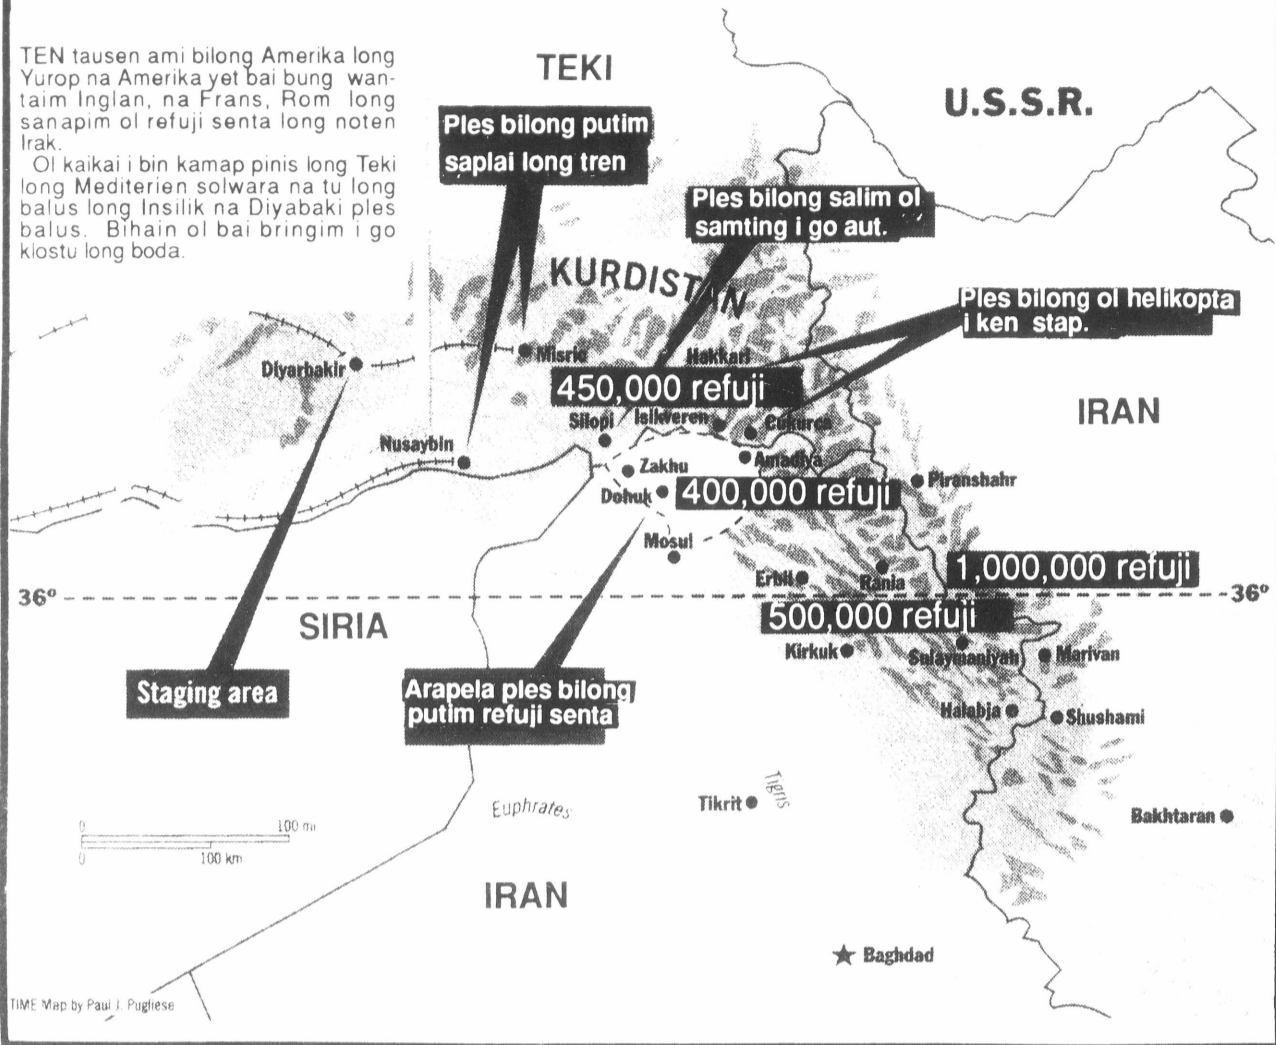 TEN tausen ami bilong Amerika long
Yurop na Amerika yet bai bung wan-
taim Inglan, na Frans, Rom long
sanapim ol refuji senta long noten
Irak.
Ol kaikai i bin kamap pinis long Teki
long Mediterien solwara na tu long
balus long Insilik na Diyabaki ples
balus. Bihain ol bai bringim i go
klostu long boda.
TEKI
U.S.S.R.
Ples bilong putim
saplai long tren
Ples bilong salim ol
samting i go aut.
KURDISTAN
Ples bilong ol helikopta
i ken stap.
Diyarbakir
Misric
Hakkari
450,000 refuji
IRAN
Silopi
Isikveren
Cukurca
Nusaybin
Zakhu
Amadiya
Dohuk
400,000 refuji
Piranshahr
Mosul
Erbil
Rania
1,000,000 refuji
36°
36°
500,000 refuji
SIRIA
Kirkuk
Sulaymaniyah
Marivan
Staging area
Arapela ples bilong
putim refuji senta
Halabja
Shushami
Tikrit
Tigris
Euphrates
Bakhtaran
0
100 mi
0
100 km
IRAN
Baghdad
TIME Map by Paul J. Pugliese